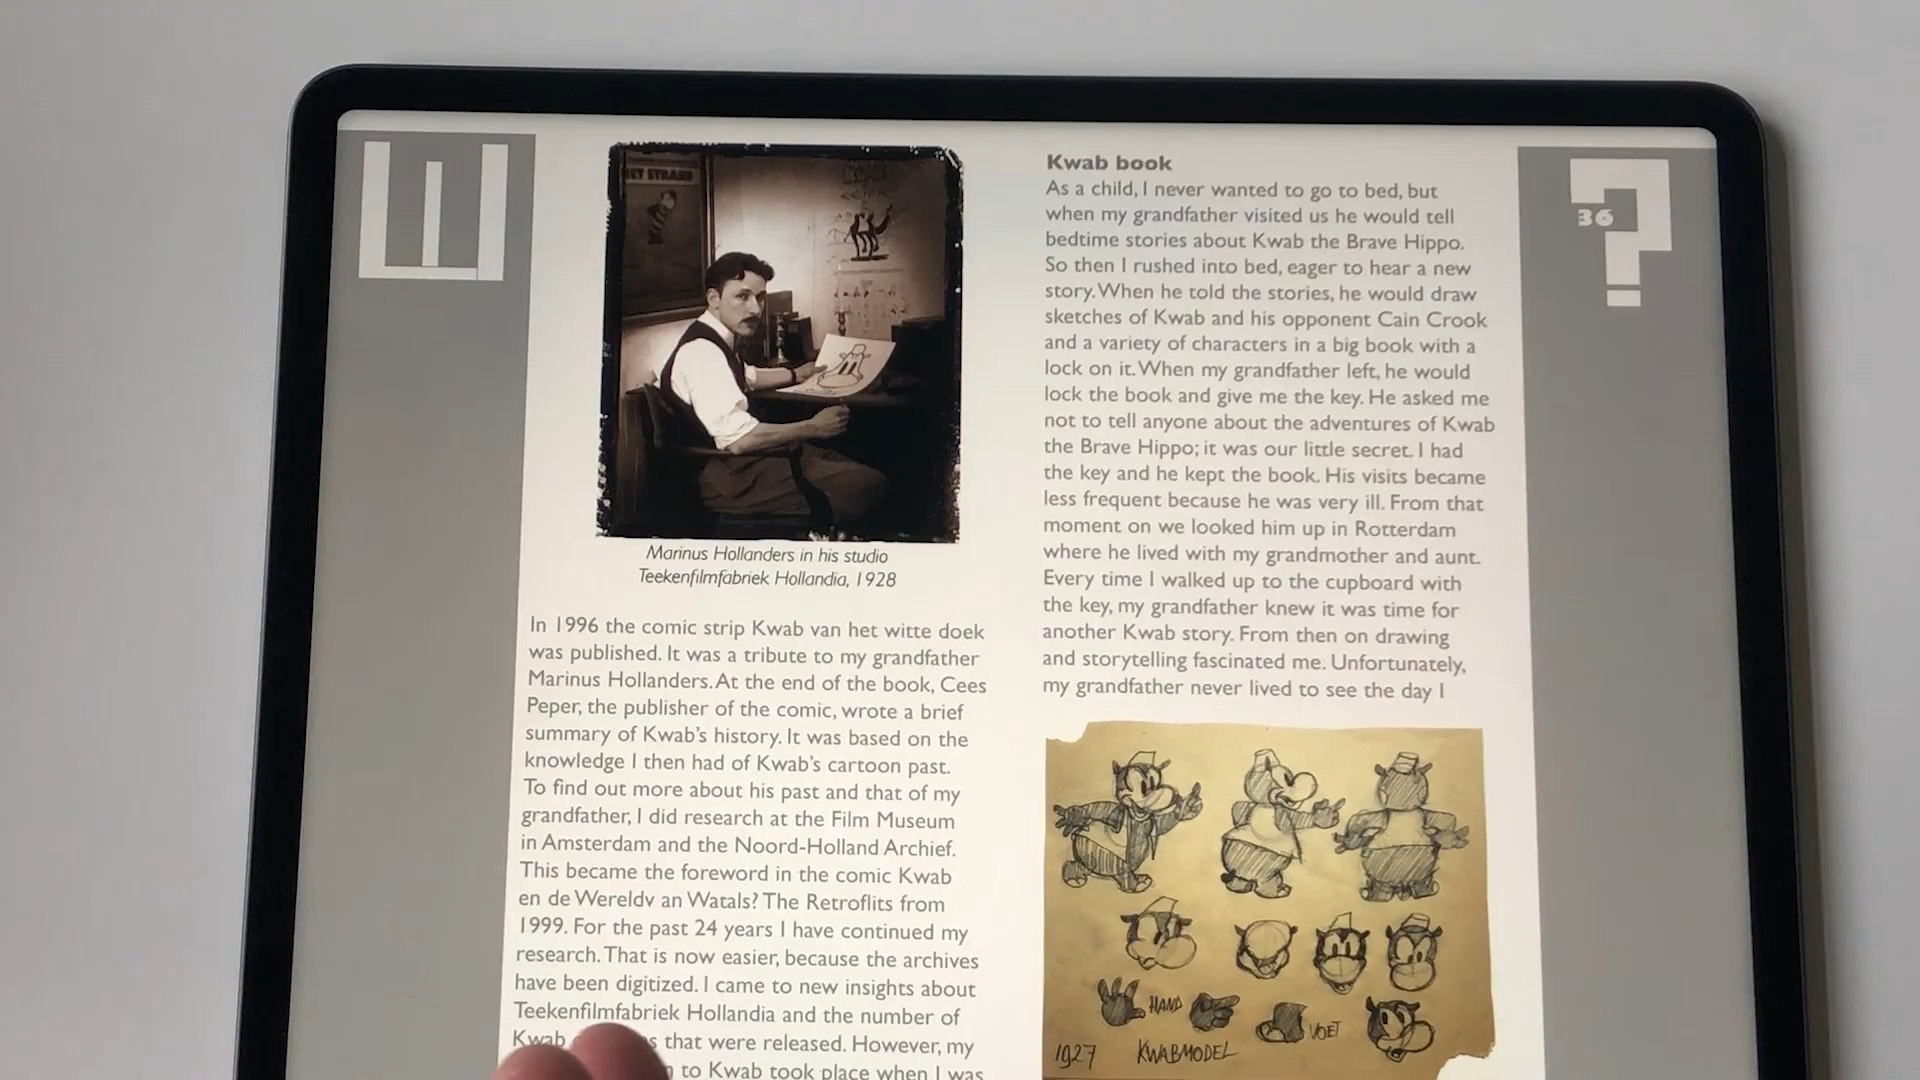 HET STRAND
KWAB
Marinus Hollanders in his studio
Teekenfilmfabriek Hollandia, 1928
In 1996 the comic strip Kwab van het witte doek
was published. It was a tribute to my grandfather
Marinus Hollanders. At the end of the book, Cees
Peper, the publisher of the comic, wrote a brief
summary of Kwab's history. It was based on the
knowledge I then had of Kwab's cartoon past.
To find out more about his past and that of my
grandfather, I did research at the Film Museum
in Amsterdam and the Noord-Holland Archief.
This became the foreword in the comic Kwab
en de Wereldv an Watals? The Retroflits from
1999. For the past 24 years I have continued my
research. That is now easier, because the archives
have been digitized. I came to new insights about
Teekenfilmfabriek Hollandia and the number of
Kwab that were released. However, my
to Kwab took place when I was
Kwab book
As a child, I never wanted to go to bed, but
when my grandfather visited us he would tell
bedtime stories about Kwab the Brave Hippo.
So then I rushed into bed, eager to hear a new
story. When he told the stories, he would draw
sketches of Kwab and his opponent Cain Crook
and a variety of characters in a big book with a
lock on it. When my grandfather left, he would
lock the book and give me the key. He asked me
not to tell anyone about the adventures of Kwab
the Brave Hippo; it was our little secret. I had
the key and he kept the book. His visits became
less frequent because he was very ill. From that
moment on we looked him up in Rotterdam
where he lived with my grandmother and aunt.
Every time I walked up to the cupboard with
the key, my grandfather knew it was time for
another Kwab story. From then on drawing
and storytelling fascinated me. Unfortunately,
my grandfather never lived to see the day I
HAND
VOET
1927 KWABMODEL
?
36